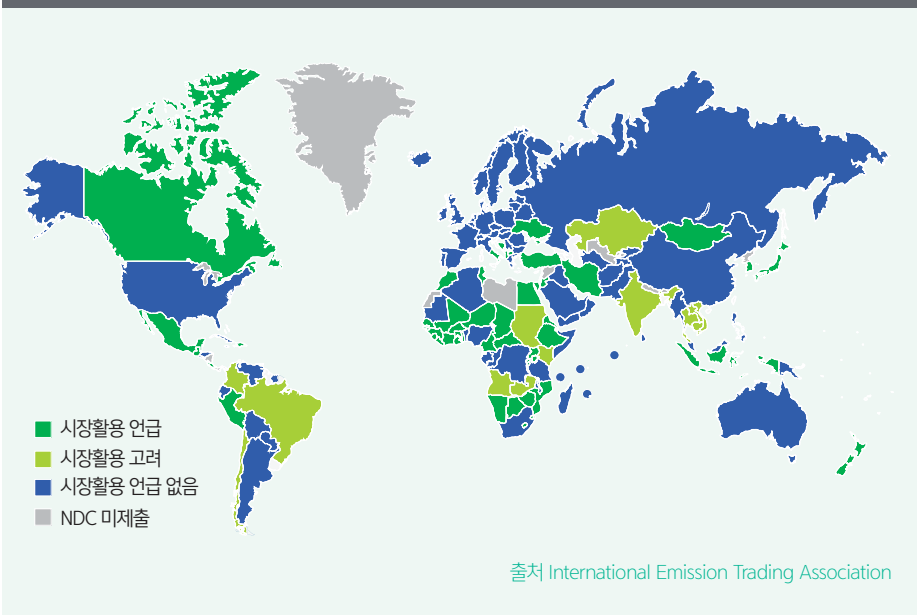 시장활용 언급
시장활용 고려
시장활용 언급 없음
NDC 미제출
출처 International Emission Trading Association